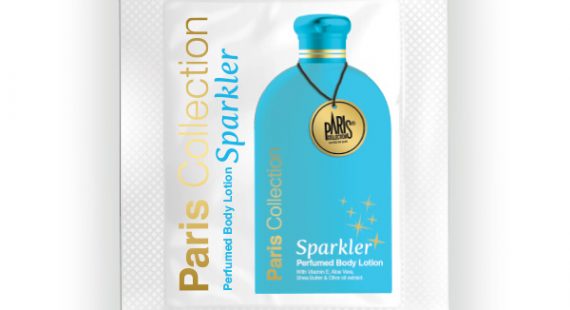 Paris Collection
Perfumed Body Lotion Sparkler
PARIS
COLLECTION
Paris Collection
Sparkler
Perfumed Body Lotion
With Vitamin E, Aloe Vera,
Shea Butter & Olive oil extract